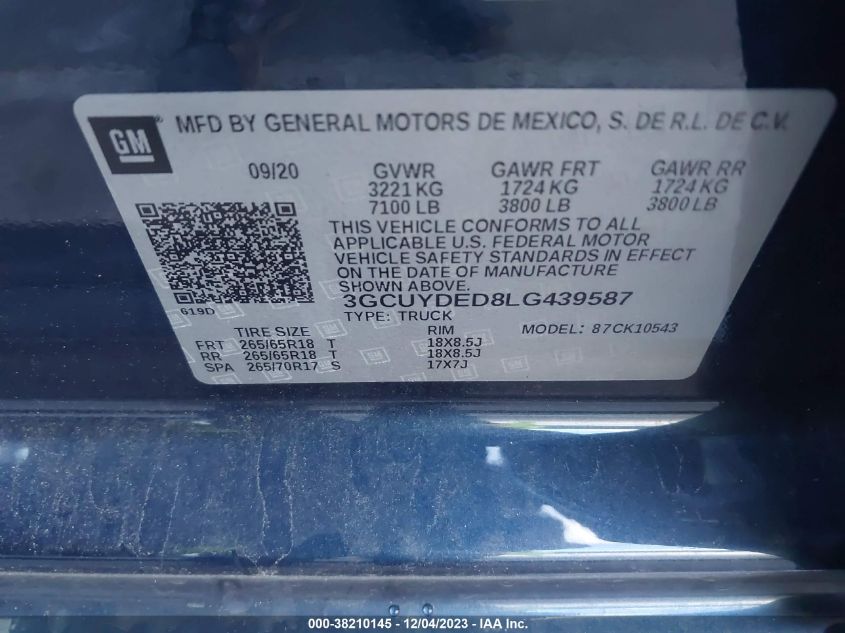 GM ® MFD BY GENERAL MOTORS DE MEXICO, S. DE R.L. DE C.V.
09/20 GVWR GAWR FRT GAWR RR
3221 KG 1724 KG 1724 KG
7100 LB 3800 LB 3800 LB
THIS VEHICLE CONFORMS TO ALL
APPLICABLE U.S. FEDERAL MOTOR
VEHICLE SAFETY STANDARDS IN EFFECT
ON THE DATE OF MANUFACTURE
SHOWN ABOVE.
619D
3GCUYDED8LG439587
TYPE: TRUCK MODEL: 87CK10543
TIRE SIZE RIM
FRT 265/65R18 T 18X8.5J
RR 265/65R18 T 18X8.5J
SPA 265/70R17 S 17X7J
000-38210145 - 12/04/2023 - IAA Inc.